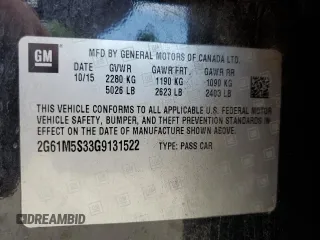 GM
MFD BY GENERAL MOTORS OF CANADA LTD.
DATE GVWR GAWR FRT GAWR RR
10/15 2280 KG 1190 KG 1090 KG
5026 LB 2623 LB 2403 LB
THIS VEHICLE CONFORMS TO ALL APPLICABLE U.S. FEDERAL MOTOR
VEHICLE SAFETY, BUMPER, AND THEFT PREVENTION STANDARDS
IN EFFECT ON THE DATE OF MANUFACTURE SHOWN ABOVE.
2G61M5S33G9131522 TYPE: PASS CAR
DREAMBID